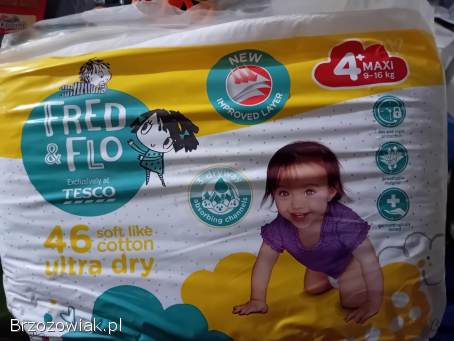 NEW
IMPROVED LAYER
4+ MAXI
9-16 kg
FRED
& FLO
Exclusively at
TESCO
absorbing channels
46 soft like
cotton
ultra dry
Brzozowiak.pl